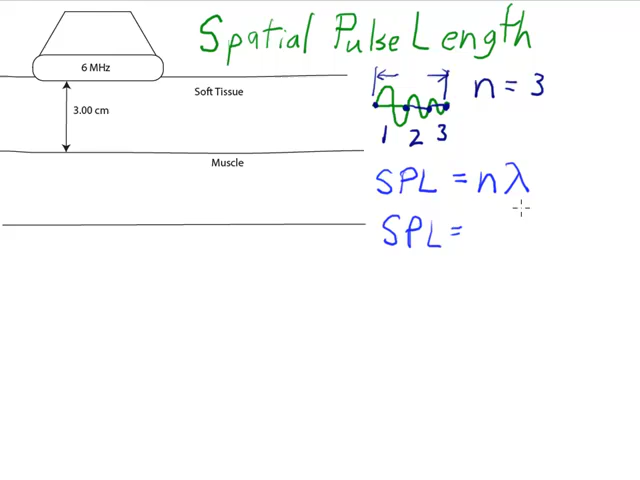 Spatial Pulse Length
6 MHz
Soft Tissue
3.00 cm
n = 3
1 2 3
Muscle
SPL = nλ
SPL =